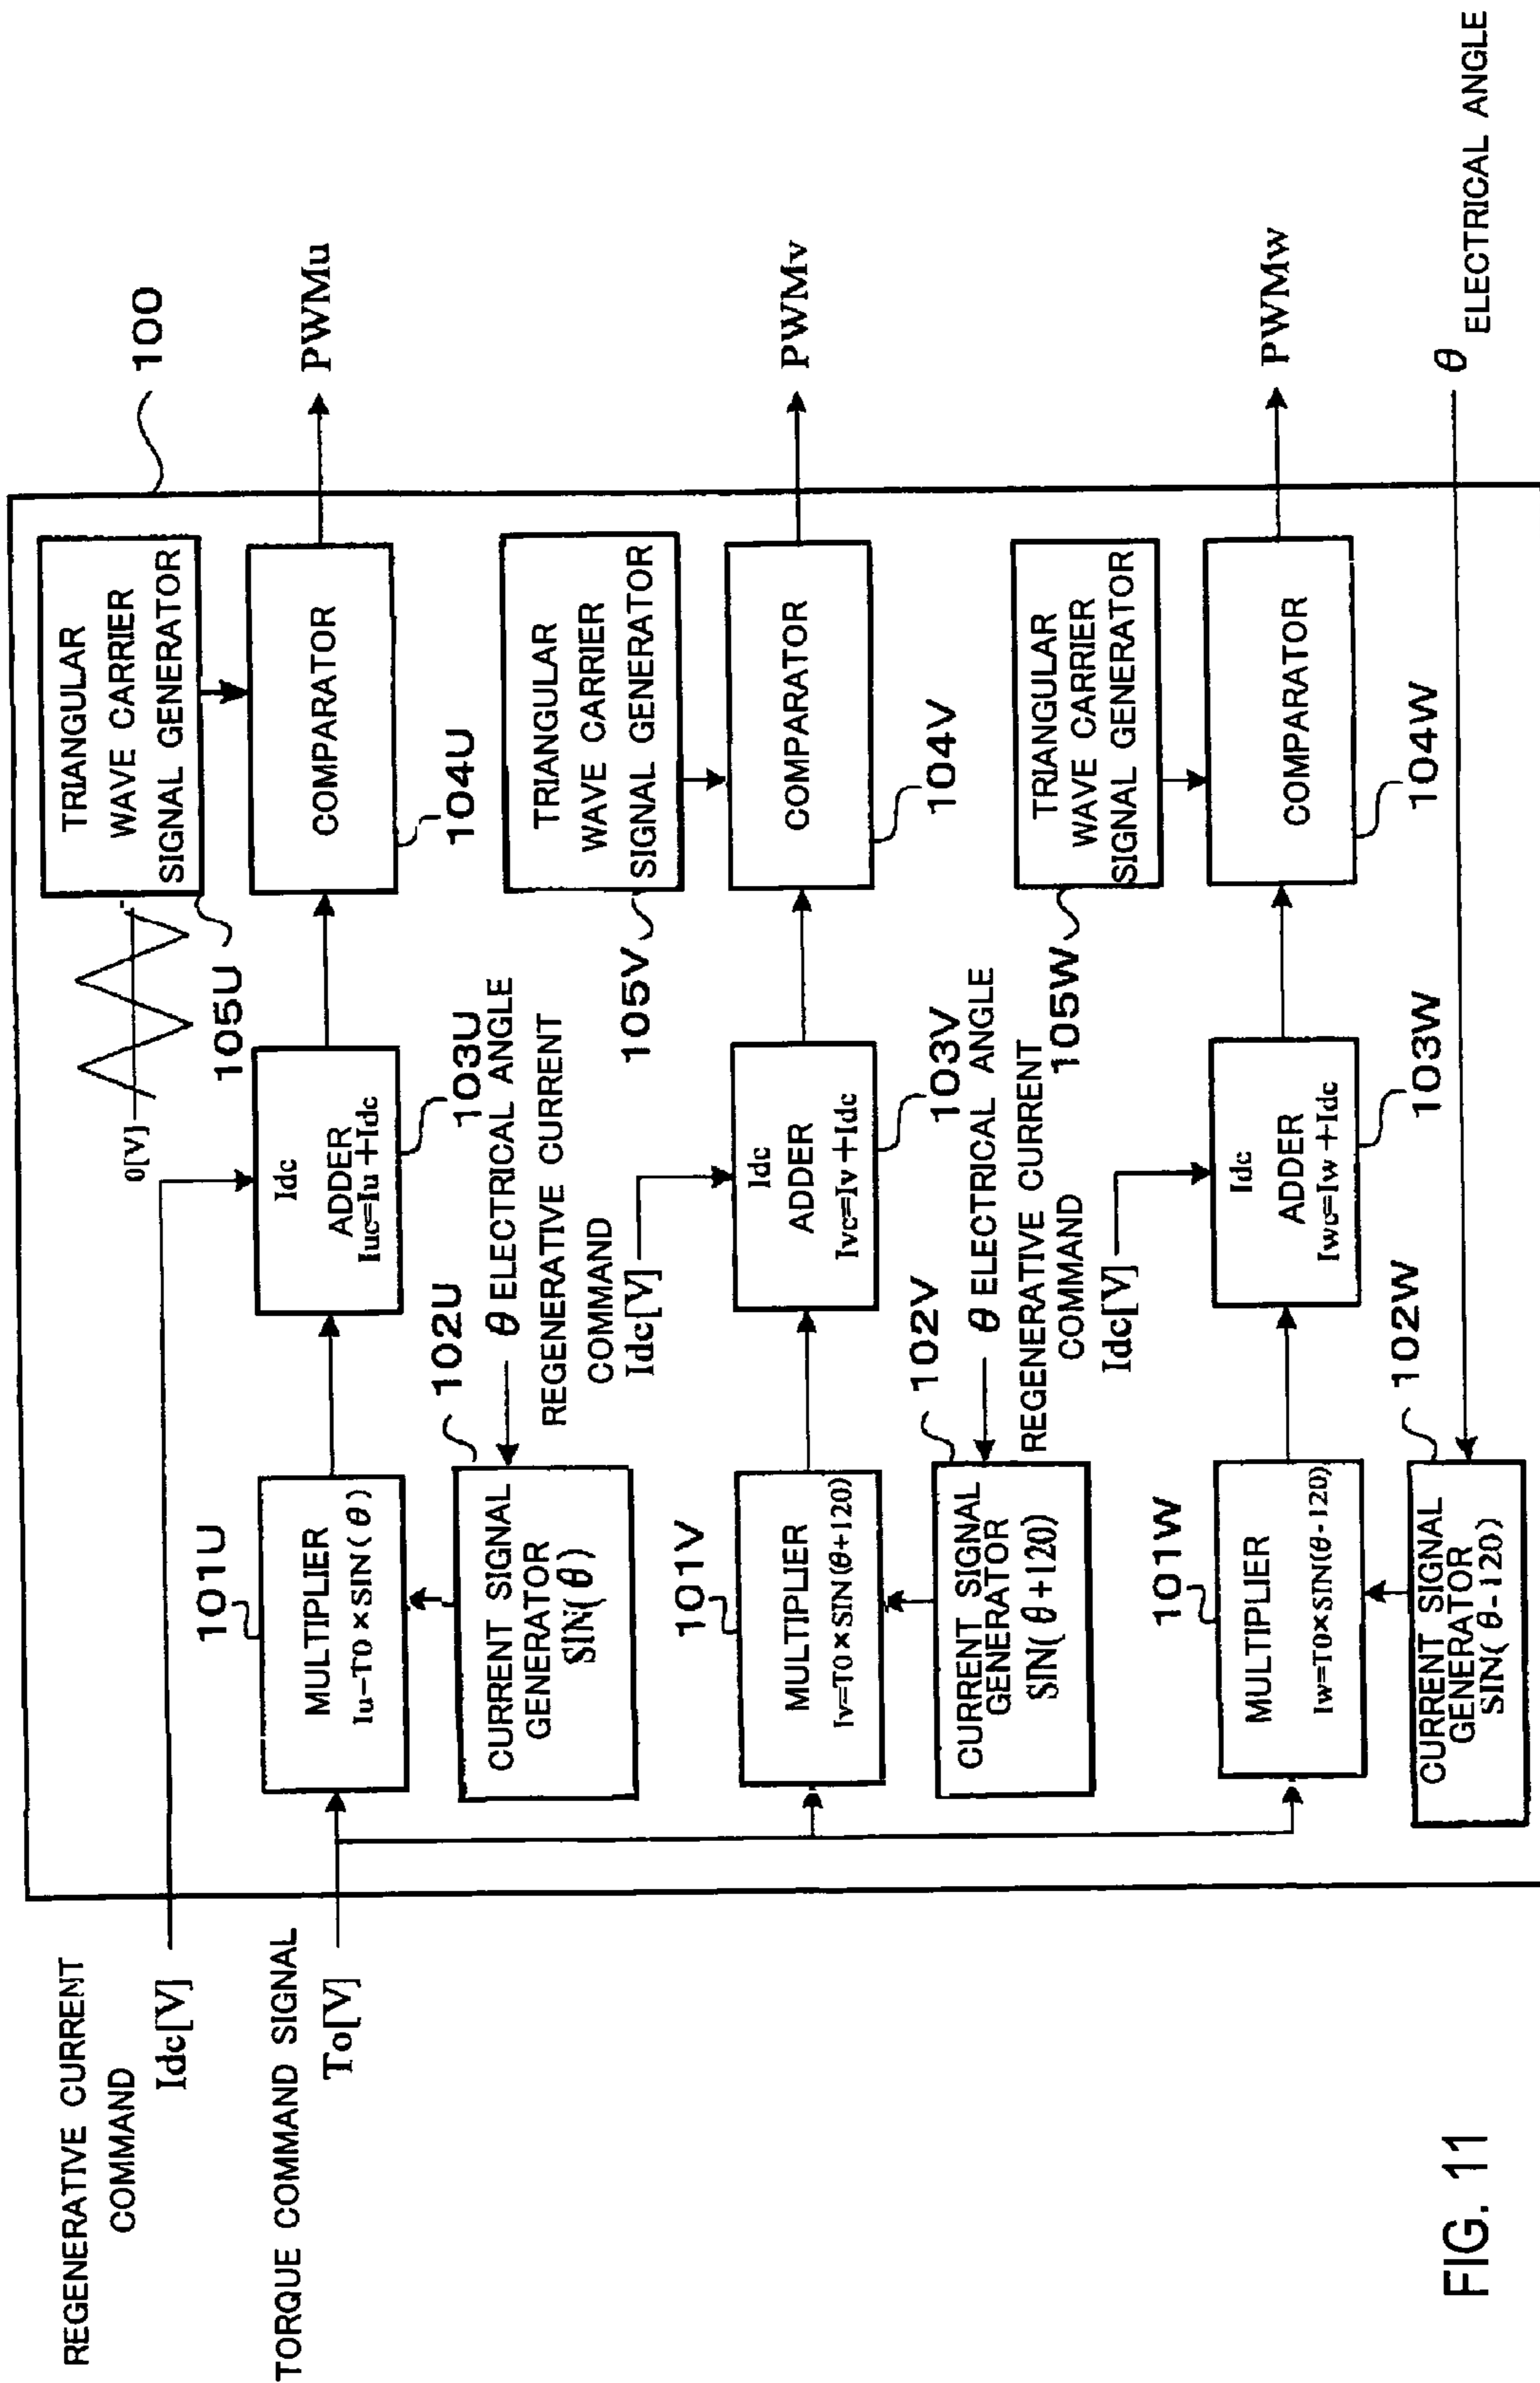 REGENERATIVE CURRENT
COMMAND
Idc[V]
TORQUE COMMAND SIGNAL
To[V]
100
TRIANGULAR
WAVE CARRIER
SIGNAL GENERATOR
0[V]
105U
101U
MULTIPLIER
Iu-T0×SIN(θ)
Idc
ADDER
Iuc=Iu+Idc
103U
COMPARATOR
104U
PWMu
102U
θ ELECTRICAL ANGLE
CURRENT SIGNAL
GENERATOR
SIN(θ)
REGENERATIVE CURRENT
COMMAND
Idc[V]
TRIANGULAR
WAVE CARRIER
SIGNAL GENERATOR
105V
101V
MULTIPLIER
Iv=T0×SIN(θ+120)
Idc
ADDER
Ivc=Iv+Idc
103V
COMPARATOR
104V
PWMv
102V
θ ELECTRICAL ANGLE
CURRENT SIGNAL
GENERATOR
SIN(θ+120)
REGENERATIVE CURRENT
COMMAND
Idc[V]
TRIANGULAR
WAVE CARRIER
SIGNAL GENERATOR
105W
101W
MULTIPLIER
Iw=T0×SIN(θ-120)
Idc
ADDER
Iwc=Iw+Idc
103W
COMPARATOR
104W
PWMw
102W
CURRENT SIGNAL
GENERATOR
SIN(θ-120)
θ
ELECTRICAL ANGLE
FIG. 11